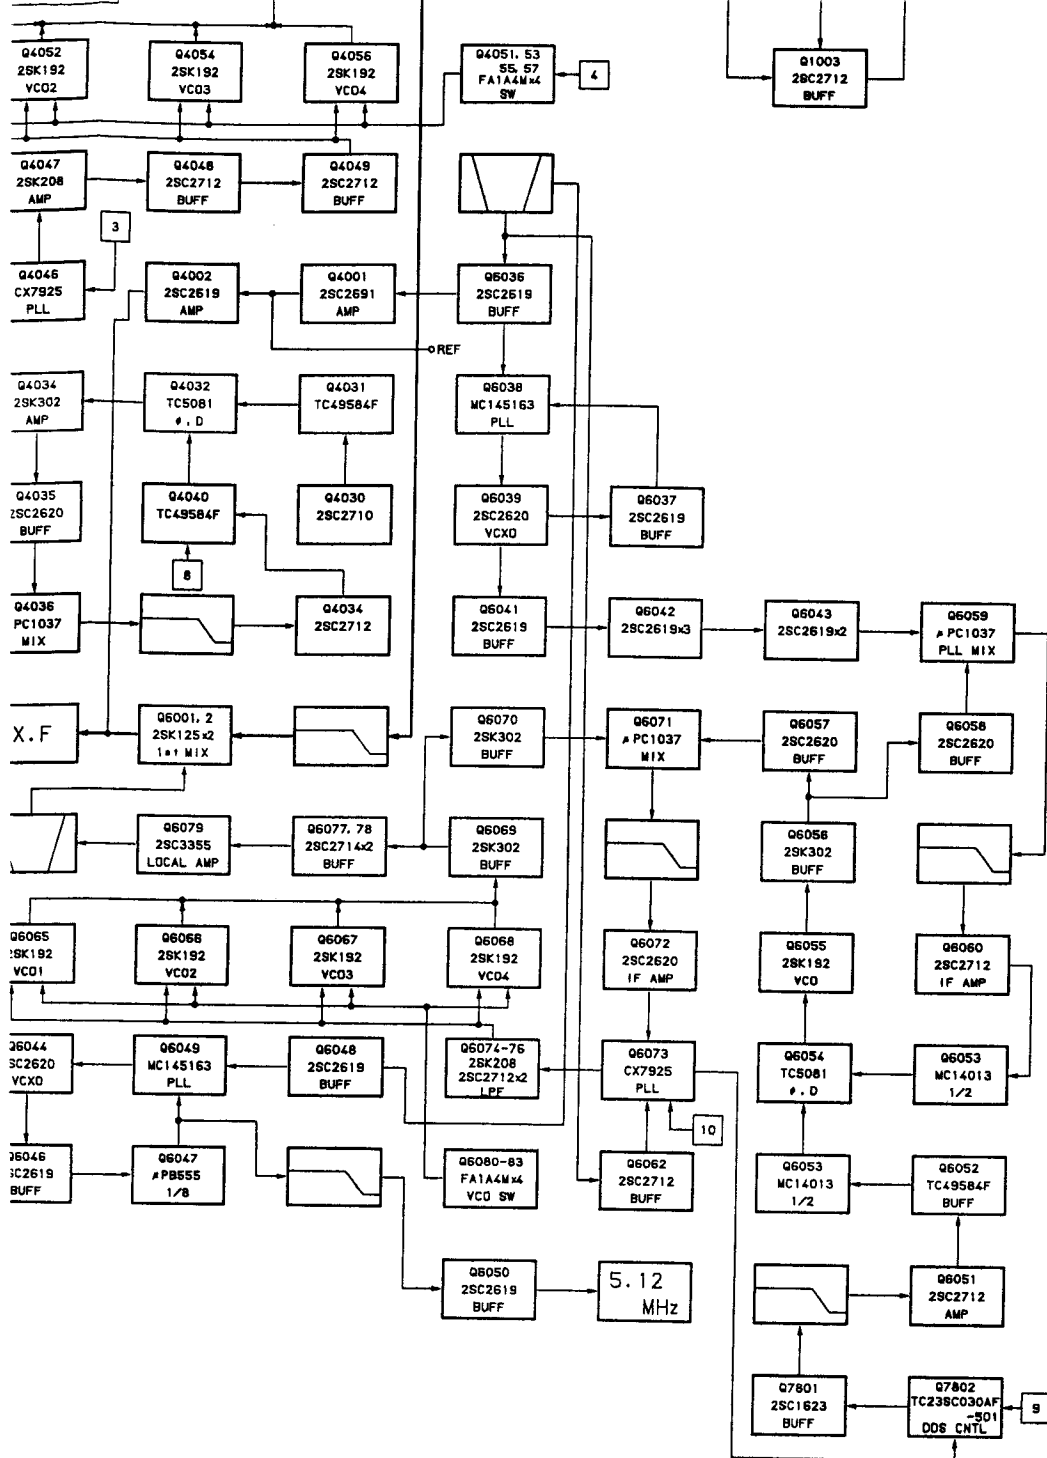 Q4052
2SK192
VCO2
Q4054
2SK192
VCO3
Q4056
2SK192
VCO4
Q4051, 53
55, 57
FA1A4M×4
SW
4
Q1003
2SC2712
BUFF
Q4047
2SK208
AMP
Q4048
2SC2712
BUFF
Q4049
2SC2712
BUFF
3
Q4046
CX7925
PLL
Q4002
2SC2619
AMP
Q4001
2SC2691
AMP
Q6036
2SC2619
BUFF
REF
Q4034
2SK302
AMP
Q4032
TC5081
ø. D
Q4031
TC49584F
Q6038
MC145163
PLL
Q4035
2SC2620
BUFF
Q4040
TC49584F
Q4030
2SC2710
Q6039
2SC2620
VCXO
Q6037
2SC2619
BUFF
8
Q4036
PC1037
MIX
Q4034
2SC2712
Q6041
2SC2619
BUFF
Q6042
2SC2619×3
Q6043
2SC2619×2
Q6059
μPC1037
PLL MIX
X.F
Q6001, 2
2SK125×2
1st MIX
Q6070
2SK302
BUFF
Q6071
μPC1037
MIX
Q6057
2SC2620
BUFF
Q6058
2SC2620
BUFF
Q6079
2SC3355
LOCAL AMP
Q6077, 78
2SC2714×2
BUFF
Q6069
2SK302
BUFF
Q6056
2SK302
BUFF
Q6065
2SK192
VCO1
Q6066
2SK192
VCO2
Q6067
2SK192
VCO3
Q6068
2SK192
VCO4
Q6072
2SC2620
IF AMP
Q6055
2SK192
VCO
Q6060
2SC2712
IF AMP
Q6044
SC2620
VCXO
Q6049
MC145163
PLL
Q6048
2SC2619
BUFF
Q6074-76
2SK208
2SC2712×2
LPF
Q6073
CX7925
PLL
Q6054
TC5081
ø. D
Q6053
MC14013
1/2
10
Q6046
SC2619
BUFF
Q6047
μPB555
1/8
Q6080-83
FA1A4M×4
VCO SW
Q6062
2SC2712
BUFF
Q6053
MC14013
1/2
Q6052
TC49584F
BUFF
Q6050
2SC2619
BUFF
5.12
MHz
Q6051
2SC2712
AMP
Q7801
2SC1623
BUFF
Q7802
TC23SC030AF
-501
DDS CNTL
9